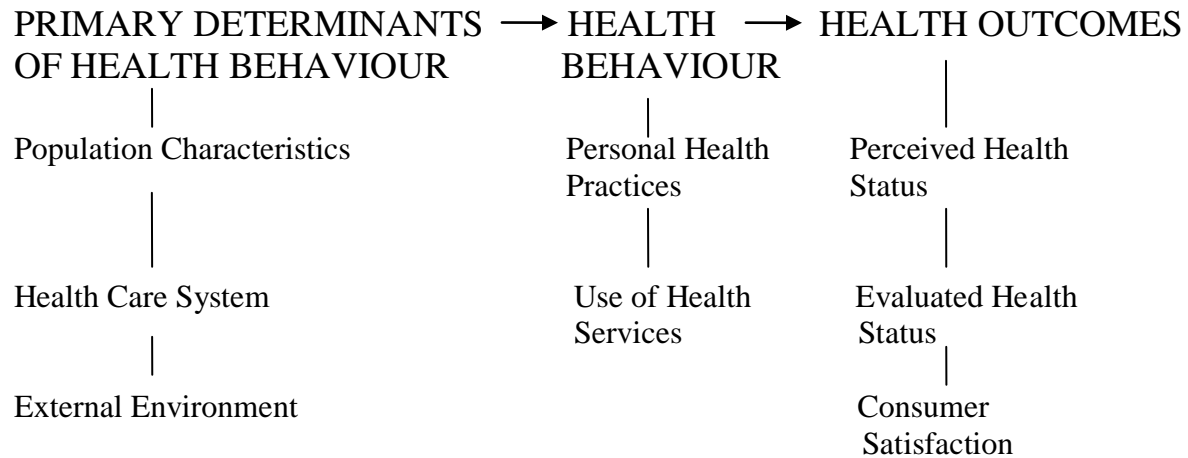 PRIMARY DETERMINANTS
OF HEALTH BEHAVIOUR
Population Characteristics
Health Care System
External Environment
HEALTH
BEHAVIOUR
Personal Health
Practices
Use of Health
Services
HEALTH OUTCOMES
Perceived Health
Status
Evaluated Health
Status
Consumer
Satisfaction